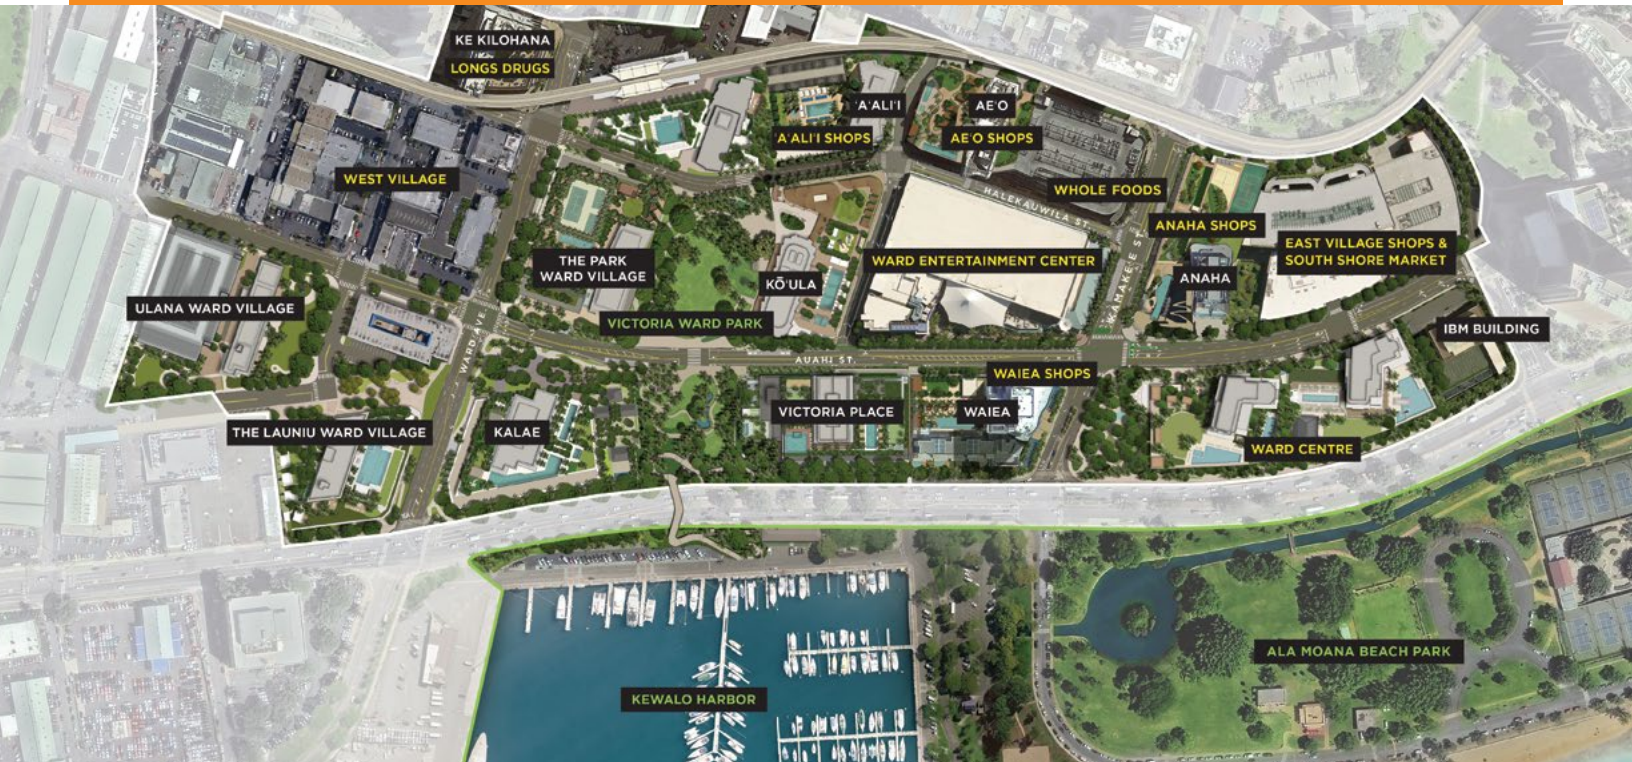 KE KILOHANA
LONGS DRUGS
'A'ALI'I
'A'ALI'I SHOPS
AE'O
AE'O SHOPS
WEST VILLAGE
WHOLE FOODS
HALEKAUWILA ST.
ANAHA SHOPS
EAST VILLAGE SHOPS &
SOUTH SHORE MARKET
THE PARK
WARD VILLAGE
WARD ENTERTAINMENT CENTER
KŌ'ULA
KAMAKEE ST.
ANAHA
ULANA WARD VILLAGE
VICTORIA WARD PARK
IBM BUILDING
WARD AVE.
AUAHI ST.
WAIEA SHOPS
THE LAUNIU WARD VILLAGE
KALAE
VICTORIA PLACE
WAIEA
WARD CENTRE
ALA MOANA BEACH PARK
KEWALO HARBOR